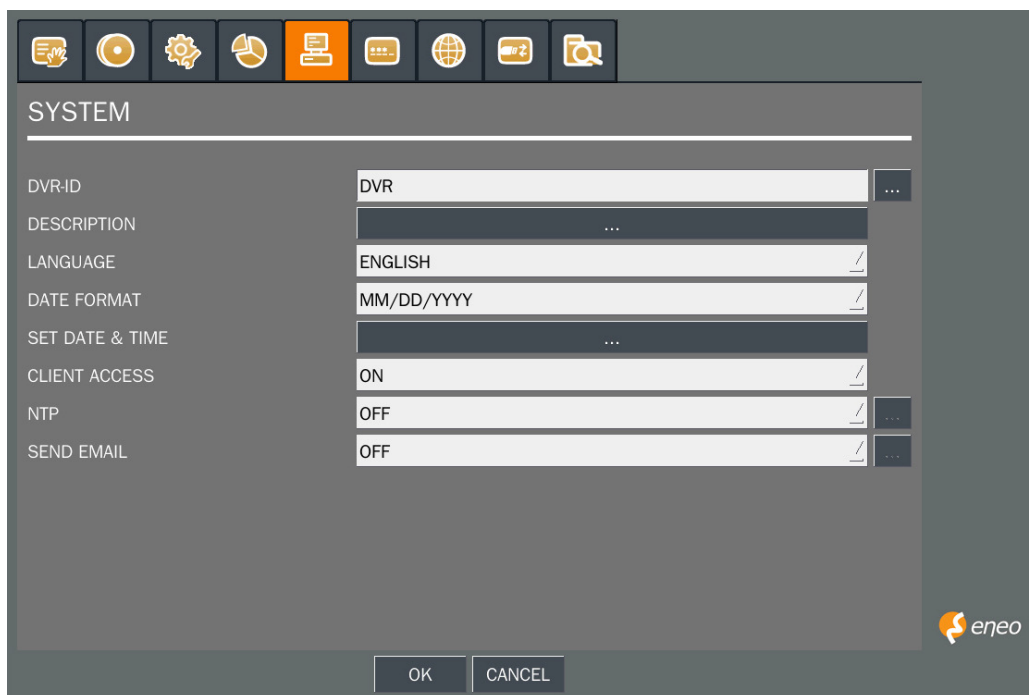 SYSTEM
DVR-ID DVR ...
DESCRIPTION ...
LANGUAGE ENGLISH
DATE FORMAT MM/DD/YYYY
SET DATE & TIME ...
CLIENT ACCESS ON
NTP OFF ...
SEND EMAIL OFF ...
eneo
OK CANCEL